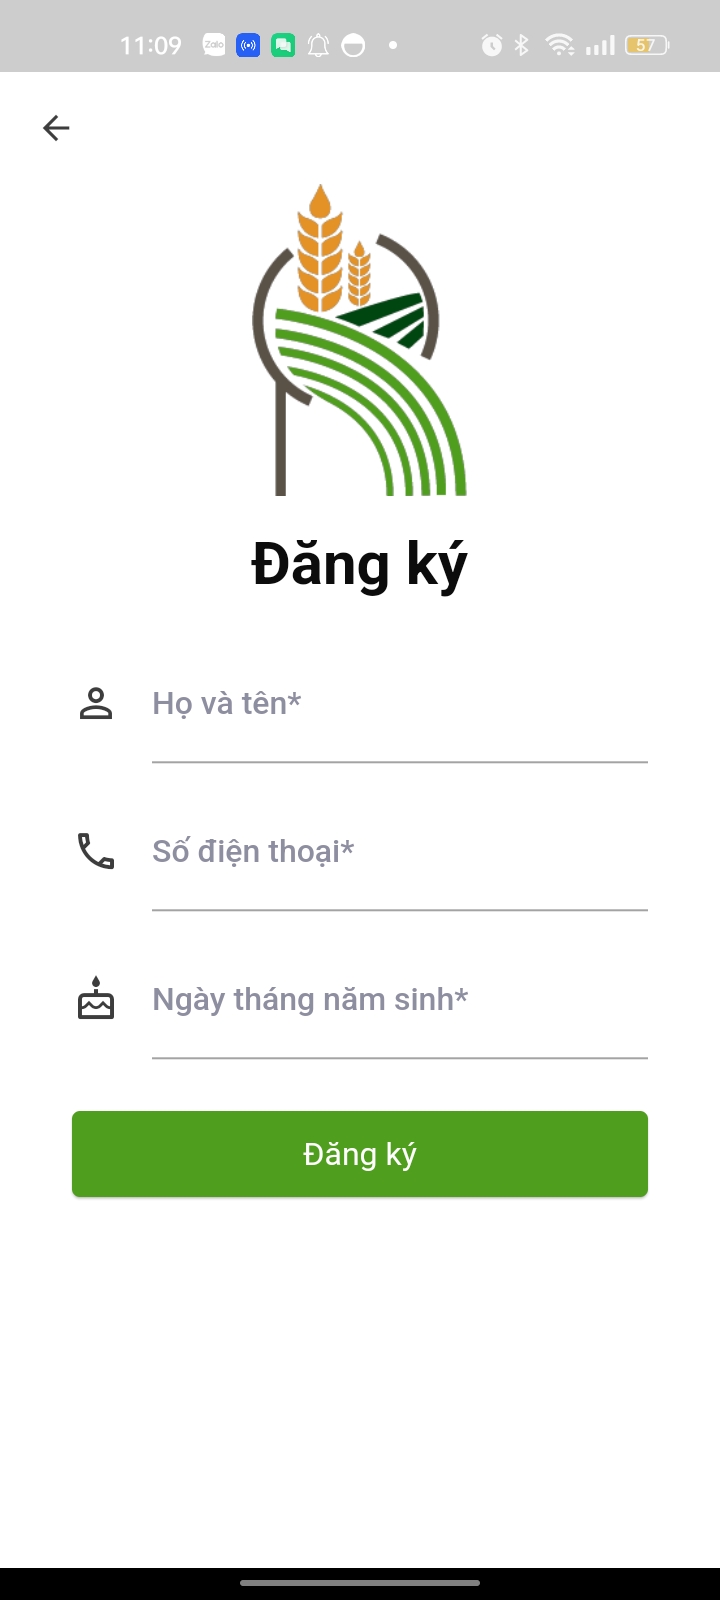 11:09
Zalo
57
Đăng ký
Họ và tên*
Số điện thoại*
Ngày tháng năm sinh*
Đăng ký